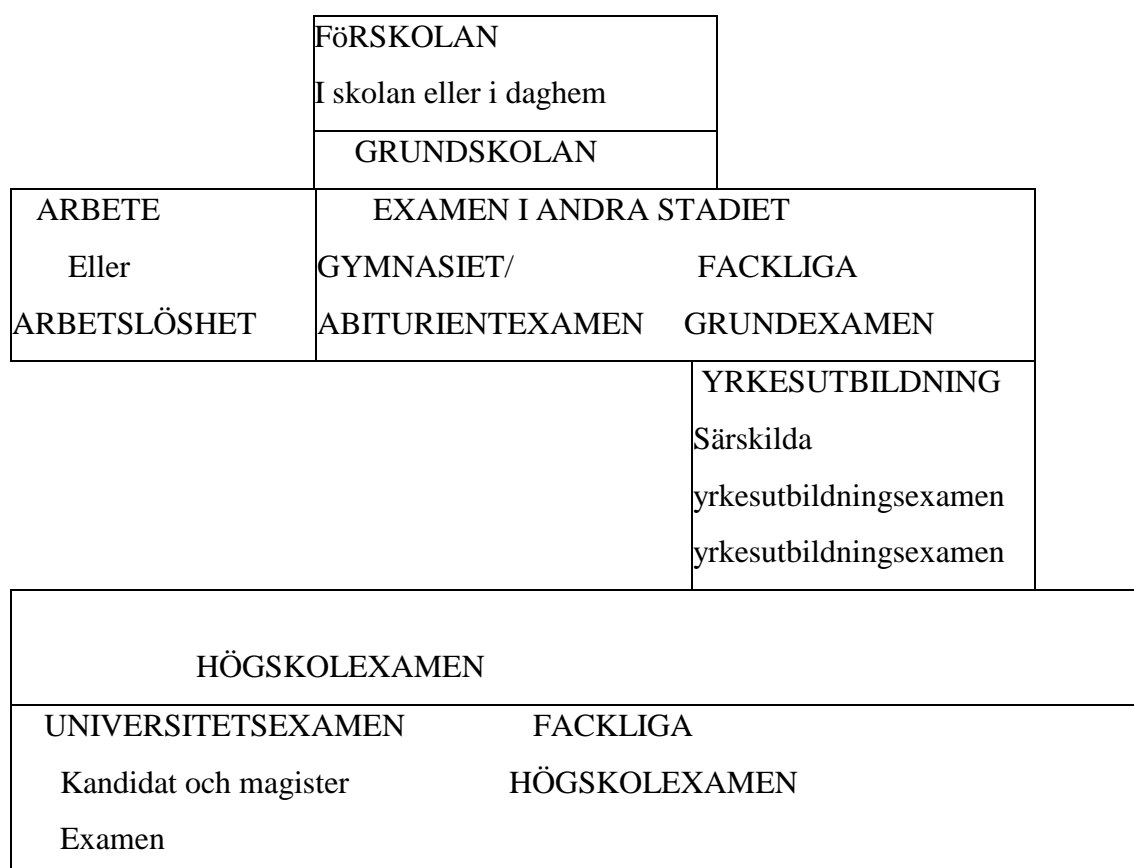 FöRSKOLAN
I skolan eller i daghem
GRUNDSKOLAN
ARBETE
Eller
ARBETSLÖSHET
EXAMEN I ANDRA STADIET
GYMNASIET/ FACKLIGA
ABITURIENTEXAMEN GRUNDEXAMEN
YRKESUTBILDNING
Särskilda
yrkesutbildningsexamen
yrkesutbildningsexamen
HÖGSKOLEXAMEN
UNIVERSITETSEXAMEN FACKLIGA
Kandidat och magister HÖGSKOLEXAMEN
Examen